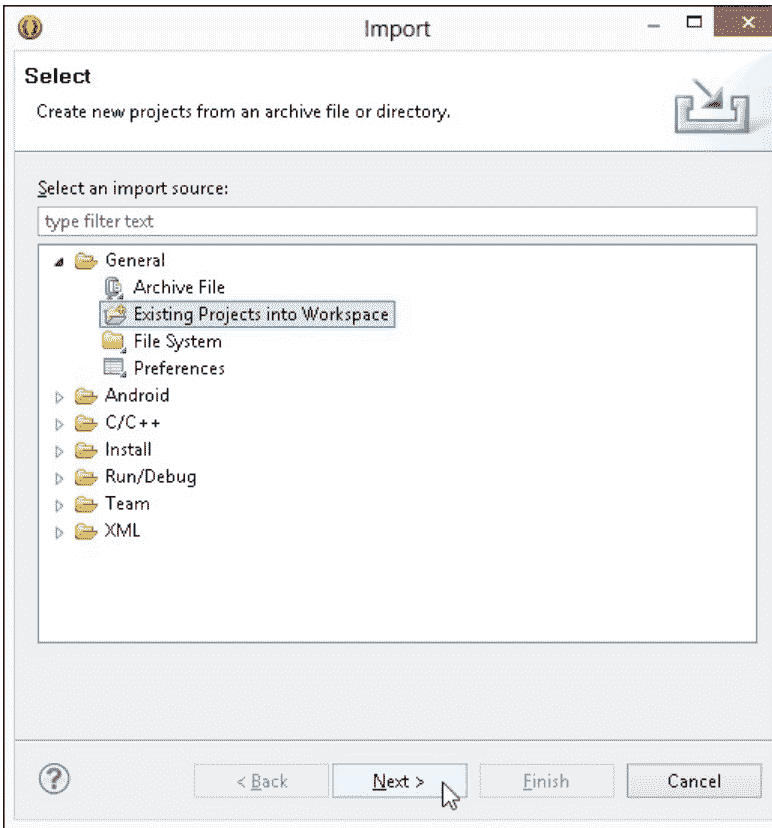 Import
Select
Create new projects from an archive file or directory.
Select an import source:
type filter text
General
Archive File
Existing Projects into Workspace
File System
Preferences
Android
C/C++
Install
Run/Debug
Team
XML
?
< Back
Next >
Finish
Cancel